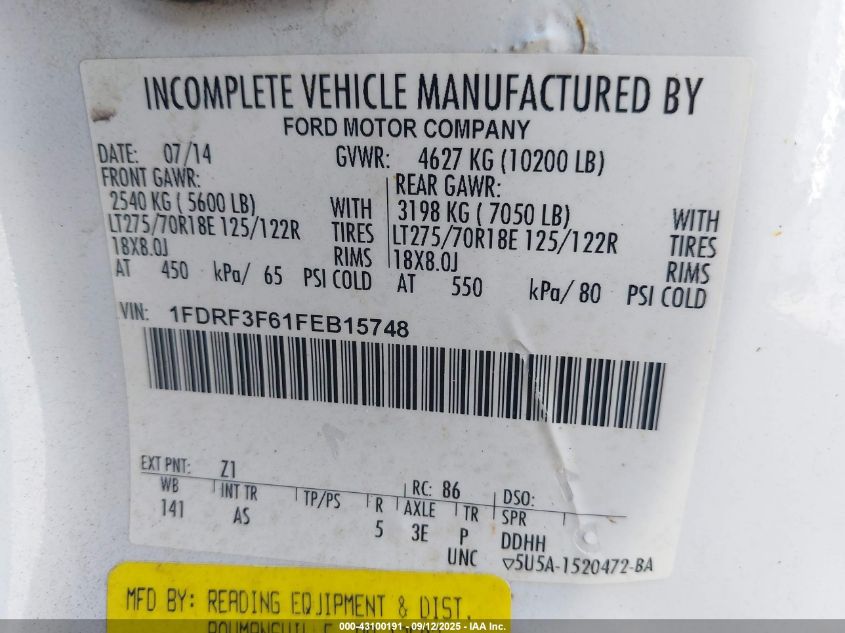 INCOMPLETE VEHICLE MANUFACTURED BY
FORD MOTOR COMPANY
DATE: 07/14 GVWR: 4627 KG (10200 LB)
FRONT GAWR: REAR GAWR:
2540 KG ( 5600 LB) WITH 3198 KG ( 7050 LB) WITH
LT275/70R18E 125/122R TIRES LT275/70R18E 125/122R TIRES
18X8.0J RIMS 18X8.0J RIMS
AT 450 kPa/ 65 PSI COLD AT 550 kPa/ 80 PSI COLD
VIN: 1FDRF3F61FEB15748
EXT PNT: Z1 RC: 86 DSO:
WB INT TR TP/PS R AXLE TR SPR
141 AS 5 3E P DDHH
UNC ▽5U5A-1520472-BA
MFD BY: READING EQUIPMENT & DIST.
000-43100191 - 09/12/2025 - IAA Inc.